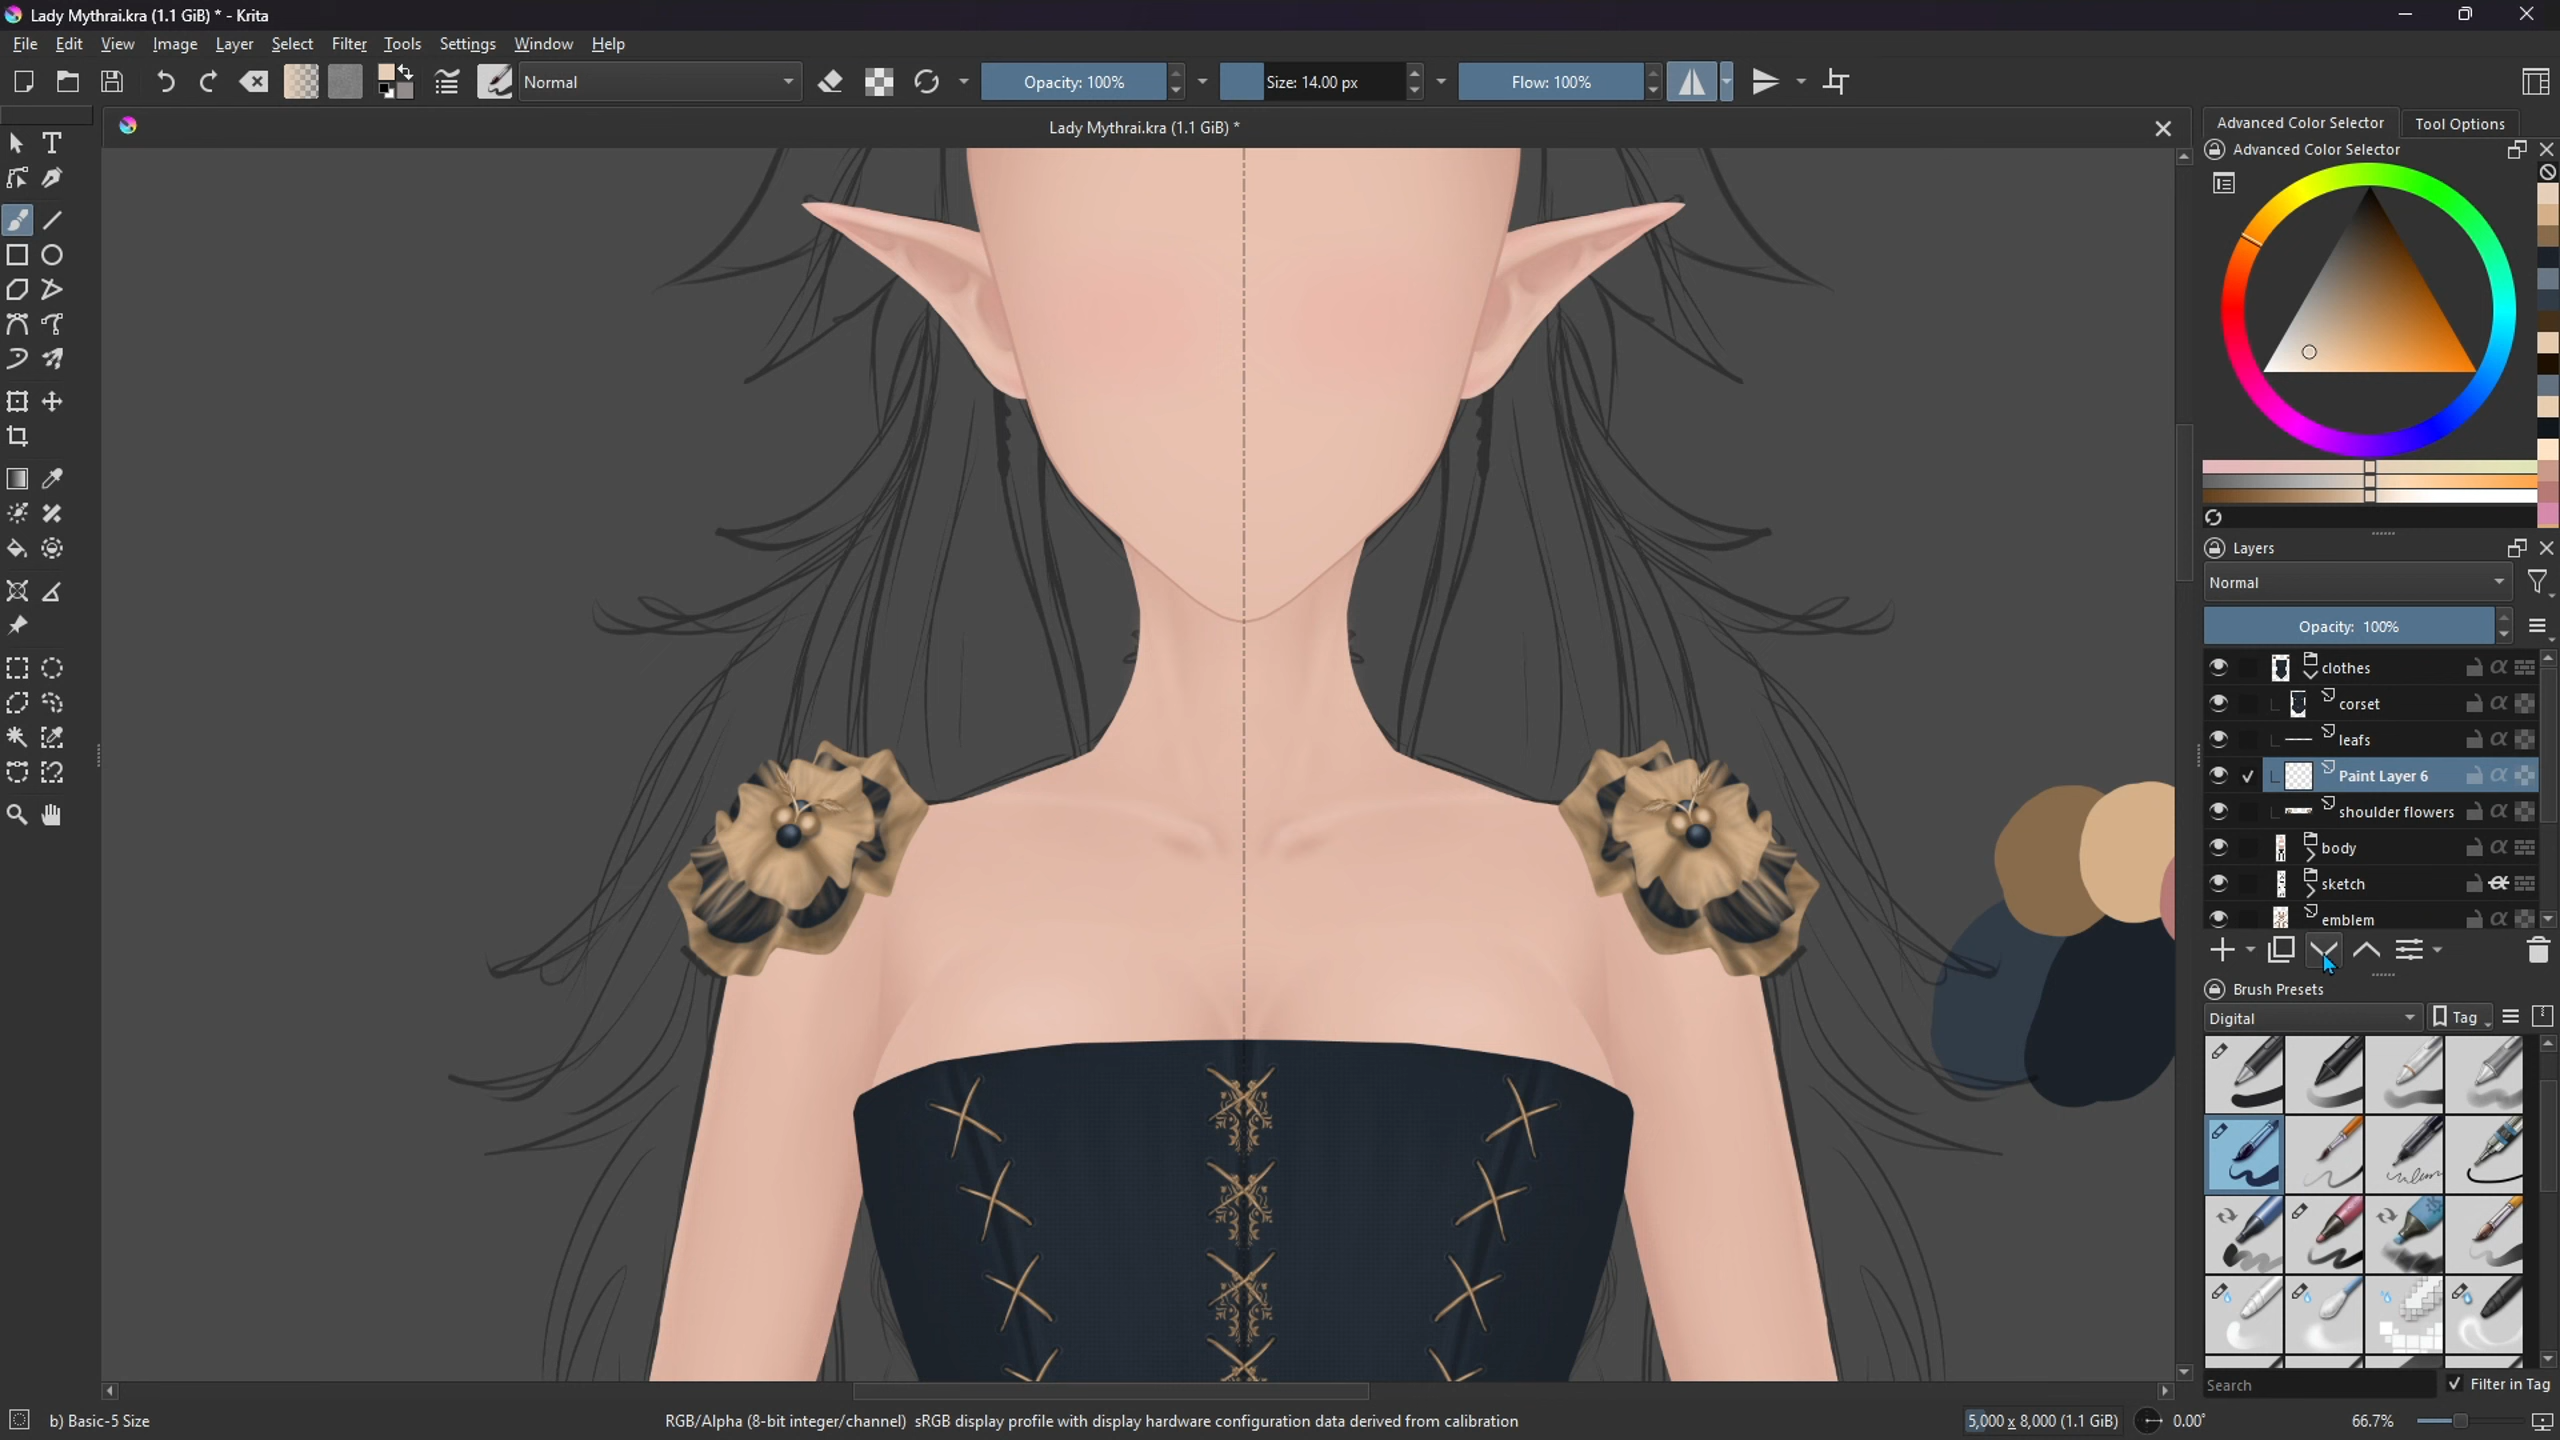 Lady Mythrai.kra (1.1 GiB) * - Krita
File Edit View Image Layer Select Filter Tools Settings Window Help
Normal Opacity: 100% Size: 14.00 px Flow: 100%
Lady Mythrai.kra (1.1 GiB) *
Advanced Color Selector Tool Options
Advanced Color Selector
Layers
Normal
Opacity: 100%
clothes
corset
leafs
Paint Layer 6
shoulder flowers
body
sketch
emblem
Brush Presets
Digital Tag
Search Filter in Tag
b) Basic-5 Size RGB/Alpha (8-bit integer/channel) sRGB display profile with display hardware configuration data derived from calibration 5,000 x 8,000 (1.1 GiB) 0.00° 66.7%